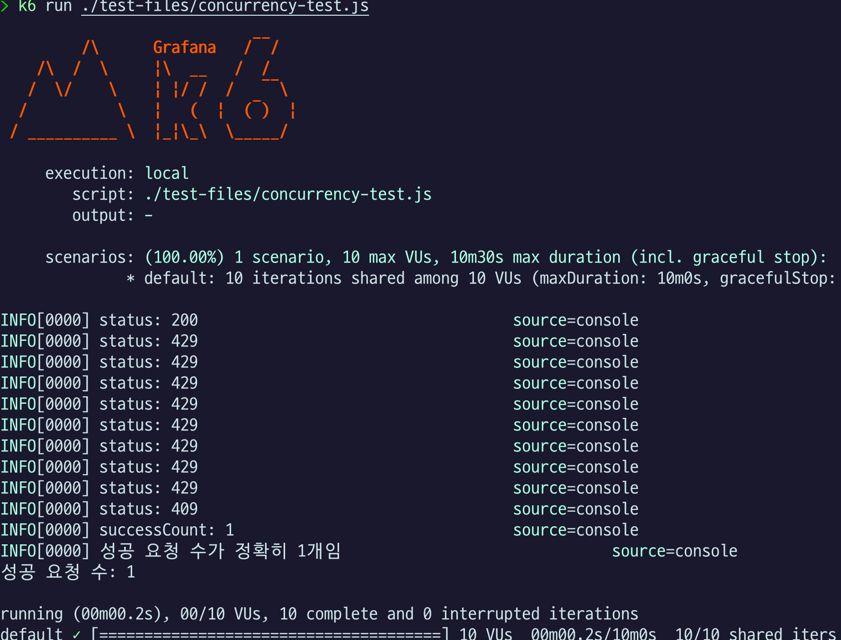 > k6 run ./test-files/concurrency-test.js
Grafana
execution: local
script: ./test-files/concurrency-test.js
output: -
scenarios: (100.00%) 1 scenario, 10 max VUs, 10m30s max duration (incl. graceful stop):
* default: 10 iterations shared among 10 VUs (maxDuration: 10m0s, gracefulStop:
INFO[0000] status: 200 source=console
INFO[0000] status: 429 source=console
INFO[0000] status: 429 source=console
INFO[0000] status: 429 source=console
INFO[0000] status: 429 source=console
INFO[0000] status: 429 source=console
INFO[0000] status: 429 source=console
INFO[0000] status: 429 source=console
INFO[0000] status: 429 source=console
INFO[0000] status: 409 source=console
INFO[0000] successCount: 1 source=console
INFO[0000] 성공 요청 수가 정확히 1개임 source=console
성공 요청 수: 1
running (00m00.2s), 00/10 VUs, 10 complete and 0 interrupted iterations
default ✓ [======================================] 10 VUs 00m00.2s/10m0s 10/10 shared iters